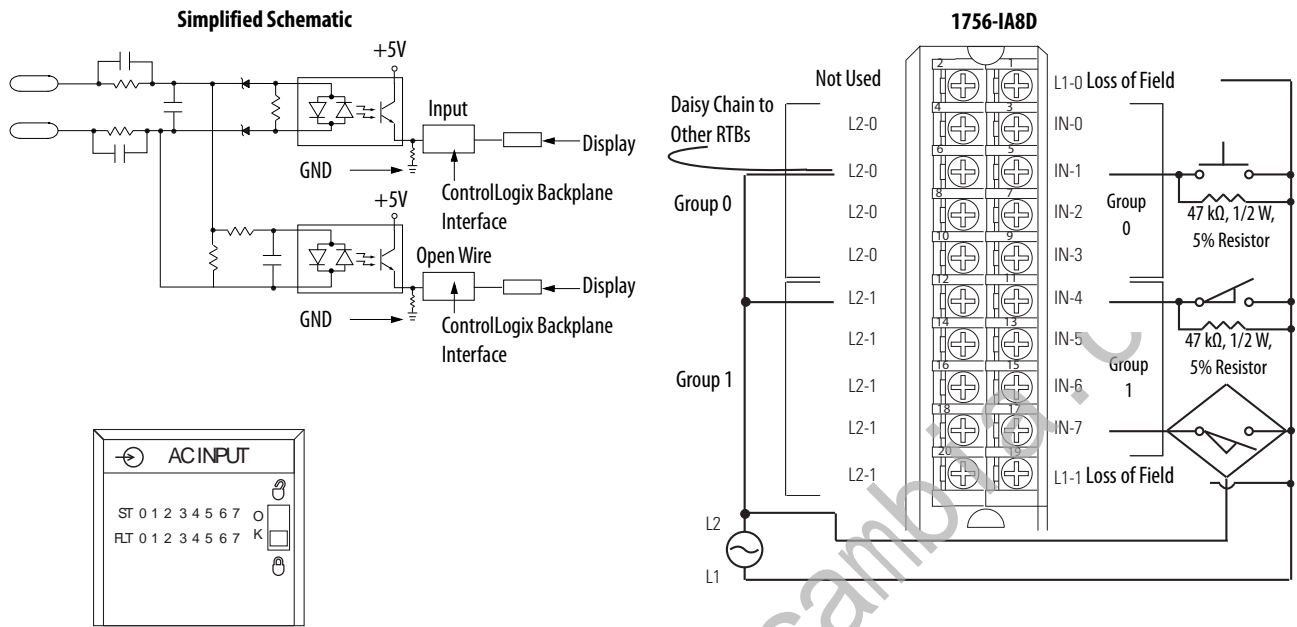 Simplified Schematic
+5V
Input
Display
GND
ControlLogix Backplane
Interface
+5V
Open Wire
Display
GND
ControlLogix Backplane
Interface
AC INPUT
ST 0 1 2 3 4 5 6 7
FLT 0 1 2 3 4 5 6 7
O
K
1756-IA8D
Not Used
2
1
L1-0 Loss of Field
Daisy Chain to
Other RTBs
L2-0
4
3
IN-0
L2-0
6
5
IN-1
Group 0
L2-0
8
7
IN-2
Group
0
47 kΩ, 1/2 W,
5% Resistor
L2-0
10
9
IN-3
L2-1
12
11
IN-4
L2-1
14
13
IN-5
47 kΩ, 1/2 W,
5% Resistor
Group 1
L2-1
16
15
IN-6
Group
1
L2-1
18
17
IN-7
L2-1
20
19
L1-1 Loss of Field
L2
L1